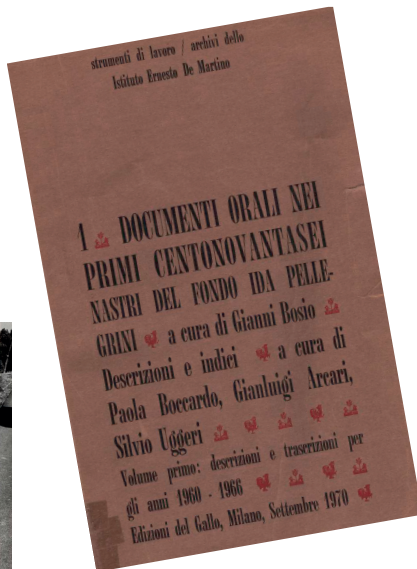 strumenti di lavoro / archivi dello
Istituto Ernesto De Martino
1 DOCUMENTI ORALI NEI
PRIMI CENTONOVANTASEI
NASTRI DEL FONDO IDA PELLE-
GRINI a cura di Gianni Bosio
Descrizioni e indici a cura di
Paola Boccardo, Gianluigi Arcari,
Silvio Uggeri
Volume primo: descrizioni e trascrizioni per
gli anni 1960 - 1966
Edizioni del Gallo, Milano, Settembre 1970